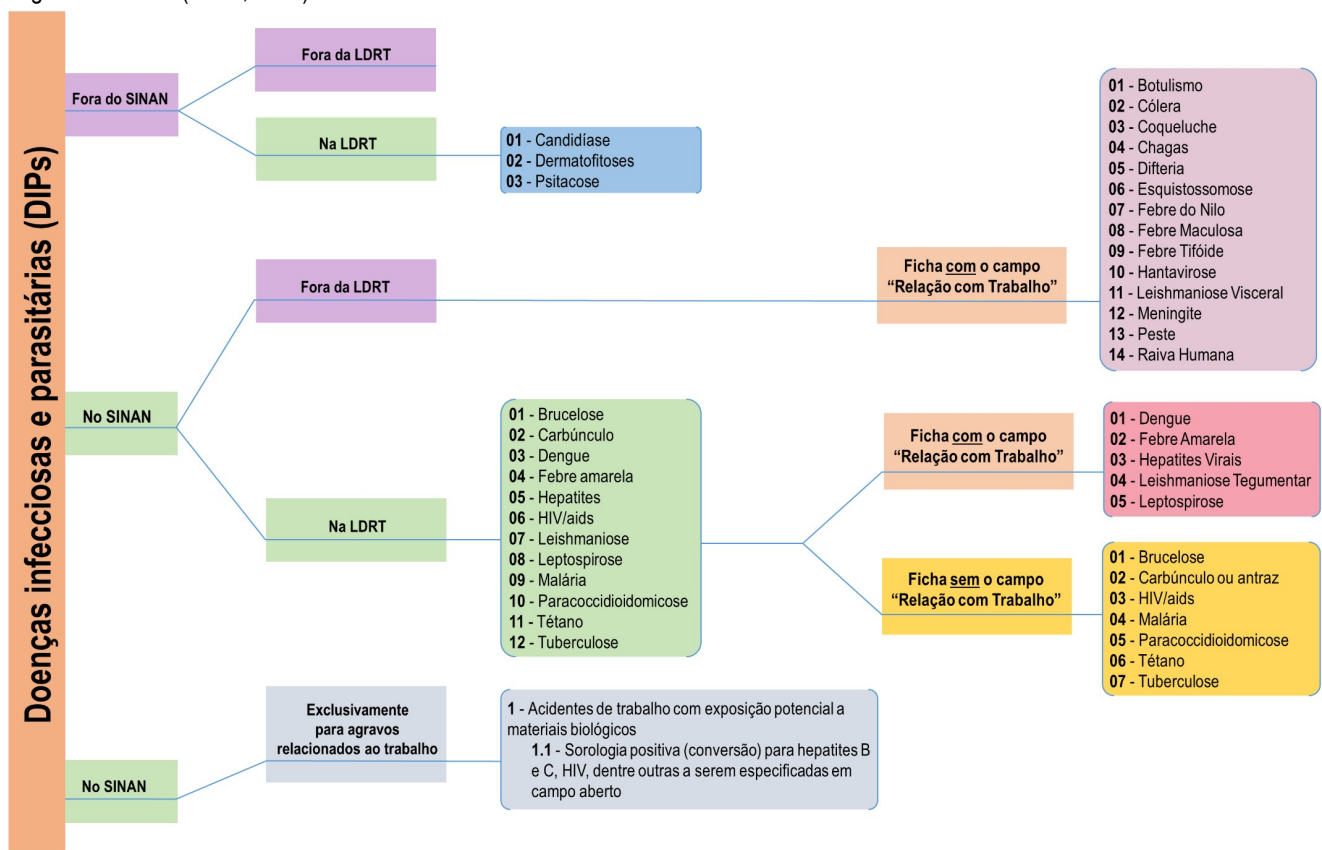 Doenças infecciosas e parasitárias (DIPs)
Fora do SINAN
Fora da LDRT
Na LDRT
01 - Candidíase
02 - Dermatofitoses
03 - Psitacose
No SINAN
Fora da LDRT
Ficha com o campo
“Relação com Trabalho”
01 - Botulismo
02 - Cólera
03 - Coqueluche
04 - Chagas
05 - Difteria
06 - Esquistossomose
07 - Febre do Nilo
08 - Febre Maculosa
09 - Febre Tifóide
10 - Hantavirose
11 - Leishmaniose Visceral
12 - Meningite
13 - Peste
14 - Raiva Humana
Na LDRT
01 - Brucelose
02 - Carbúnculo
03 - Dengue
04 - Febre amarela
05 - Hepatites
06 - HIV/aids
07 - Leishmaniose
08 - Leptospirose
09 - Malária
10 - Paracoccidioidomicose
11 - Tétano
12 - Tuberculose
Ficha com o campo
“Relação com Trabalho”
01 - Dengue
02 - Febre Amarela
03 - Hepatites Virais
04 - Leishmaniose Tegumentar
05 - Leptospirose
Ficha sem o campo
“Relação com Trabalho”
01 - Brucelose
02 - Carbúnculo ou antraz
03 - HIV/aids
04 - Malária
05 - Paracoccidioidomicose
06 - Tétano
07 - Tuberculose
No SINAN
Exclusivamente
para agravos
relacionados ao trabalho
1 - Acidentes de trabalho com exposição potencial a
materiais biológicos
1.1 - Sorologia positiva (conversão) para hepatites B
e C, HIV, dentre outras a serem especificadas em
campo aberto